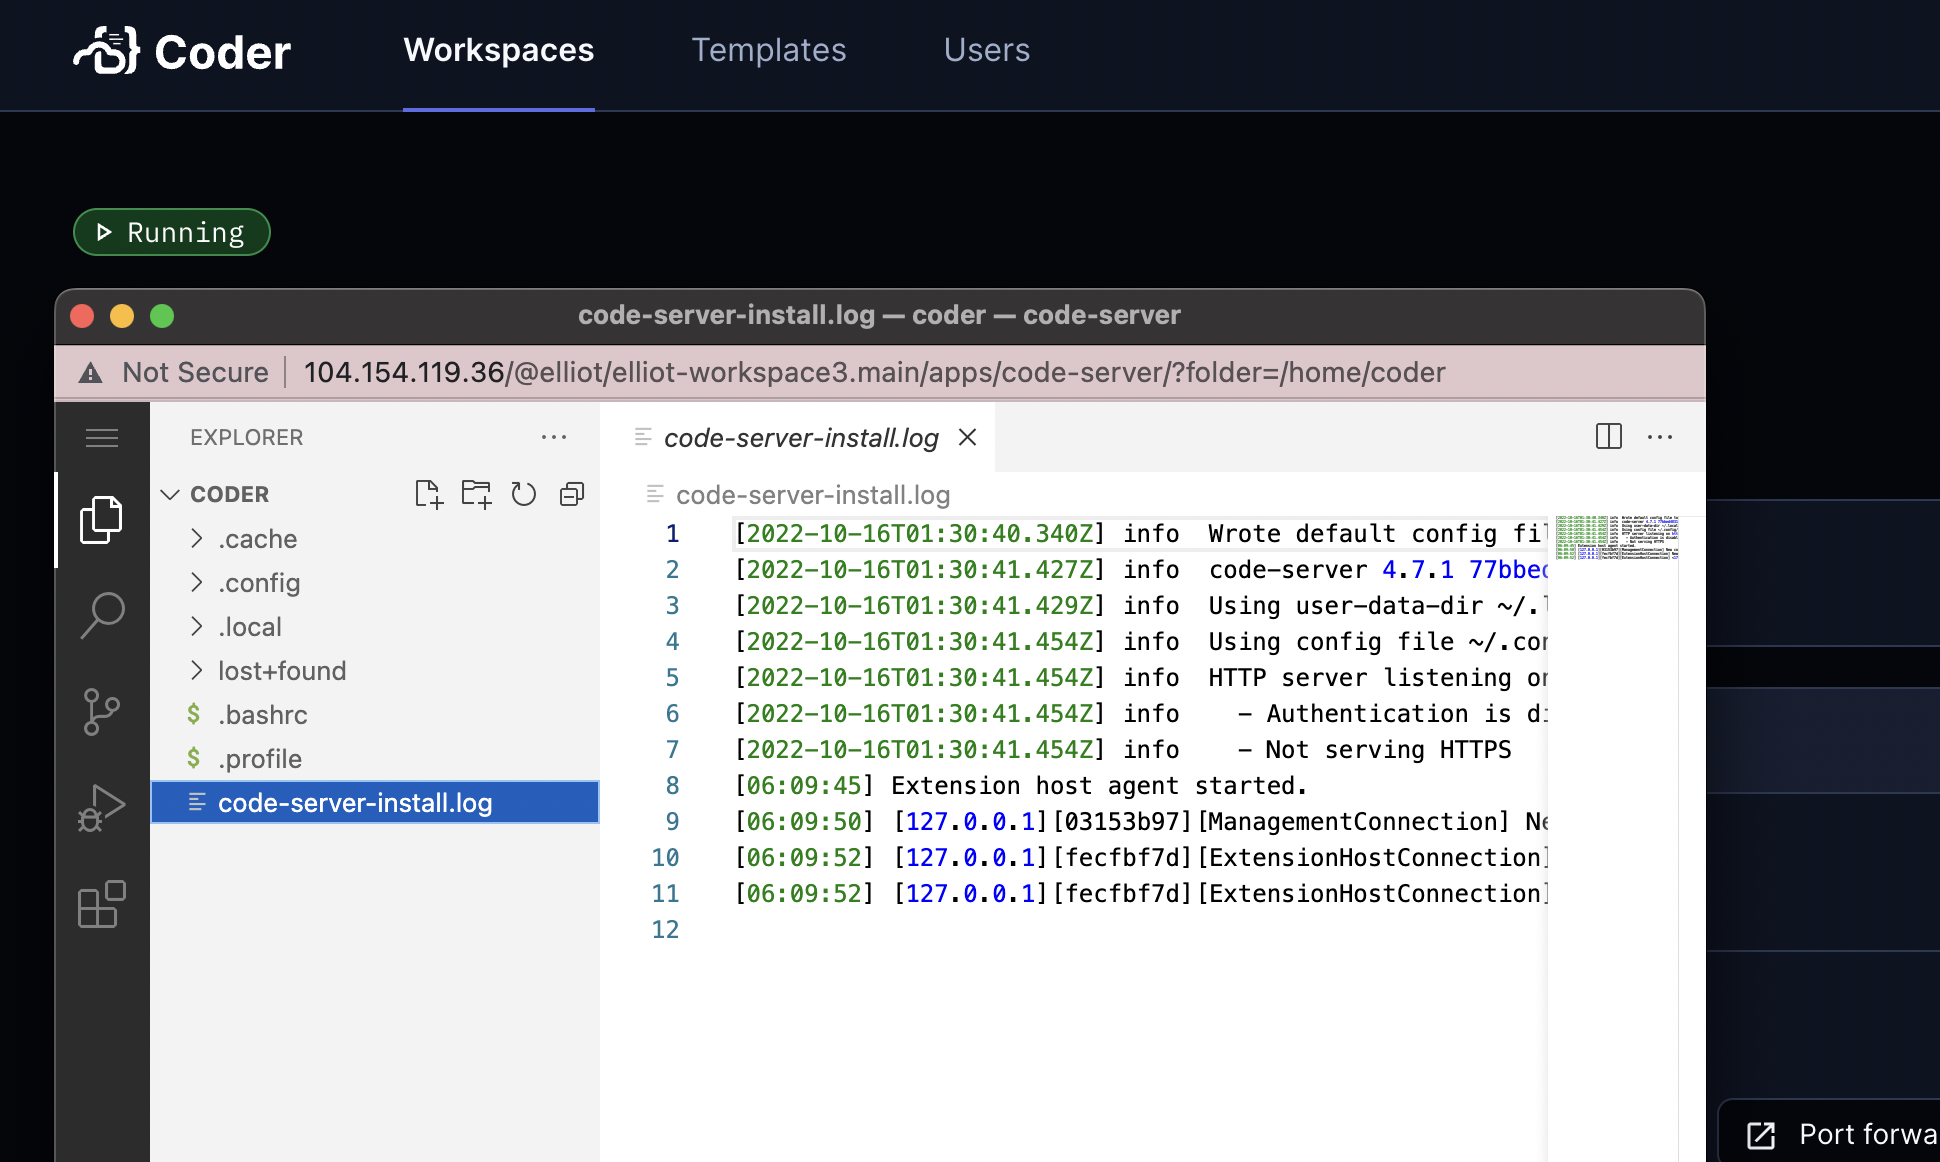 Coder
Workspaces
Templates
Users
Running
code-server-install.log — coder — code-server
Not Secure
104.154.119.36/@elliot/elliot-workspace3.main/apps/code-server/?folder=/home/coder
EXPLORER
CODER
.cache
.config
.local
lost+found
$ .bashrc
$ .profile
code-server-install.log
code-server-install.log
code-server-install.log
1 [2022-10-16T01:30:40.340Z] info  Wrote default config fil
2 [2022-10-16T01:30:41.427Z] info  code-server 4.7.1 77bbec
3 [2022-10-16T01:30:41.429Z] info  Using user-data-dir ~/.l
4 [2022-10-16T01:30:41.454Z] info  Using config file ~/.con
5 [2022-10-16T01:30:41.454Z] info  HTTP server listening on
6 [2022-10-16T01:30:41.454Z] info    - Authentication is di
7 [2022-10-16T01:30:41.454Z] info    - Not serving HTTPS
8 [06:09:45] Extension host agent started.
9 [06:09:50] [127.0.0.1][03153b97][ManagementConnection] Ne
10 [06:09:52] [127.0.0.1][fecfbf7d][ExtensionHostConnection]
11 [06:09:52] [127.0.0.1][fecfbf7d][ExtensionHostConnection]
12
Port forwa